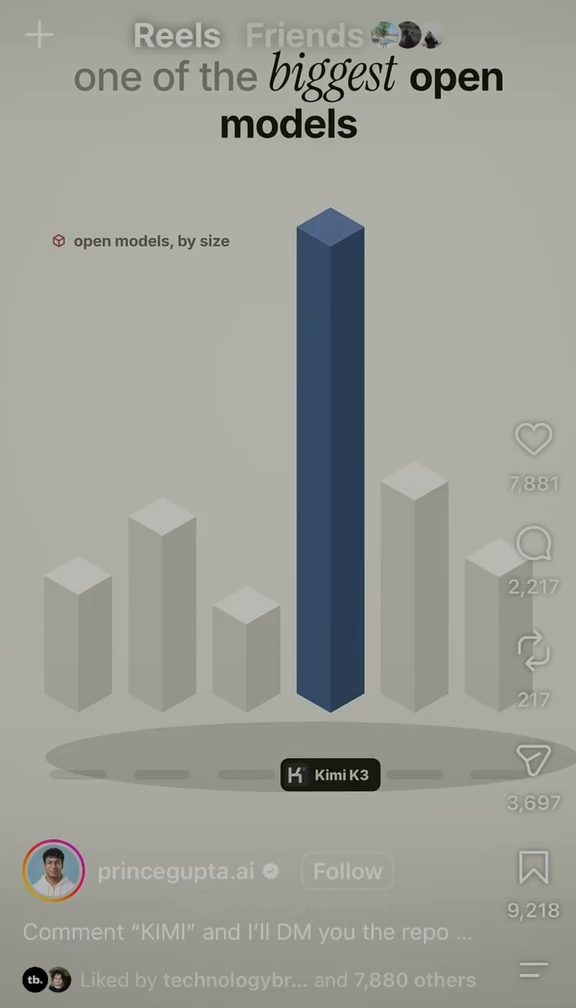 Reels Friends
one of the biggest open
models
open models, by size
7,881
2,217
217
3,697
Kimi K3
princegupta.ai Follow
9,218
Comment “KIMI” and I’ll DM you the repo ...
tb. Liked by technologybr... and 7,880 others